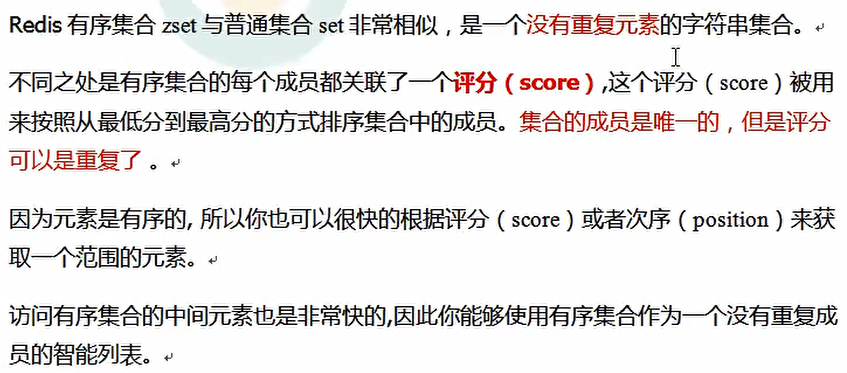 Redis 有序集合 zset 与普通集合 set 非常相似，是一个没有重复元素的字符串集合。
不同之处是有序集合的每个成员都关联了一个评分（score）,这个评分（score）被用
来按照从最低分到最高分的方式排序集合中的成员。集合的成员是唯一的，但是评分
可以是重复了 。
因为元素是有序的, 所以你也可以很快的根据评分（score）或者次序（position）来获
取一个范围的元素。
访问有序集合的中间元素也是非常快的,因此你能够使用有序集合作为一个没有重复成
员的智能列表。